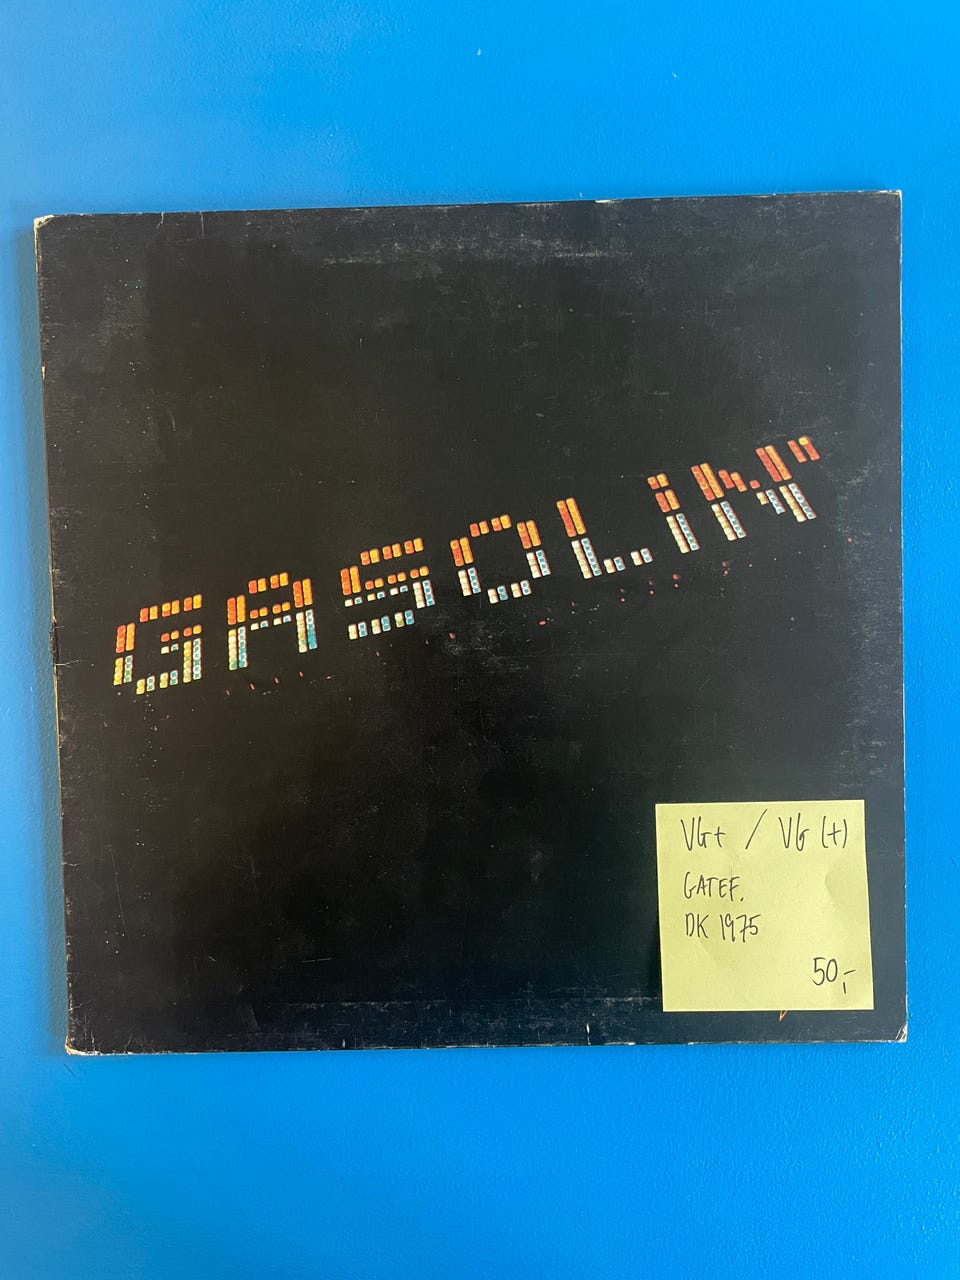 GASOLIN'
VG+ / VG (+)
GATEF.
DK 1975
50,-